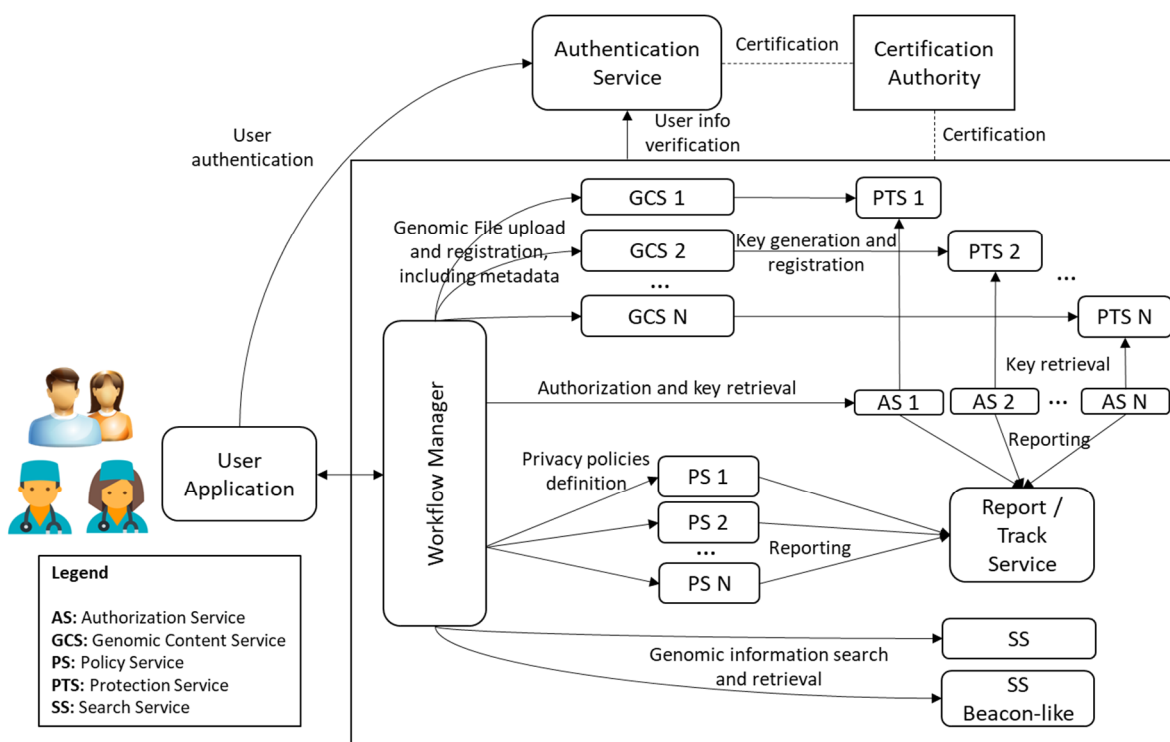 Authentication
Service
Certification
Certification
Authority
User
authentication
User info
verification
Certification
GCS 1
PTS 1
Genomic File upload
and registration,
including metadata
GCS 2
Key generation and
registration
PTS 2
...
...
GCS N
PTS N
Key retrieval
Workflow Manager
Authorization and key retrieval
AS 1
AS 2
...
AS N
Reporting
User
Application
Privacy policies
definition
PS 1
PS 2
...
PS N
Reporting
Report /
Track
Service
Legend
AS: Authorization Service
GCS: Genomic Content Service
PS: Policy Service
PTS: Protection Service
SS: Search Service
Genomic information search
and retrieval
SS
SS
Beacon-like